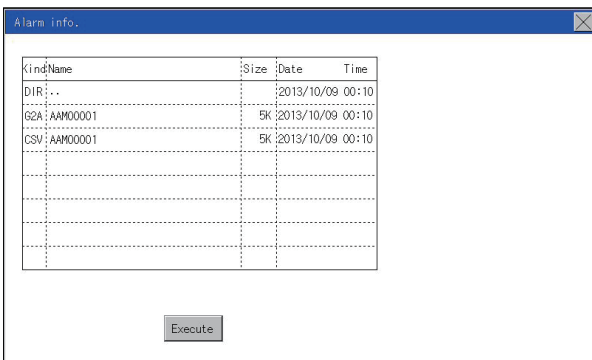 Alarm info.
Kind Name Size Date Time
DIR .. 2013/10/09 00:10
G2A AAM00001 5K 2013/10/09 00:10
CSV AAM00001 5K 2013/10/09 00:10
Execute